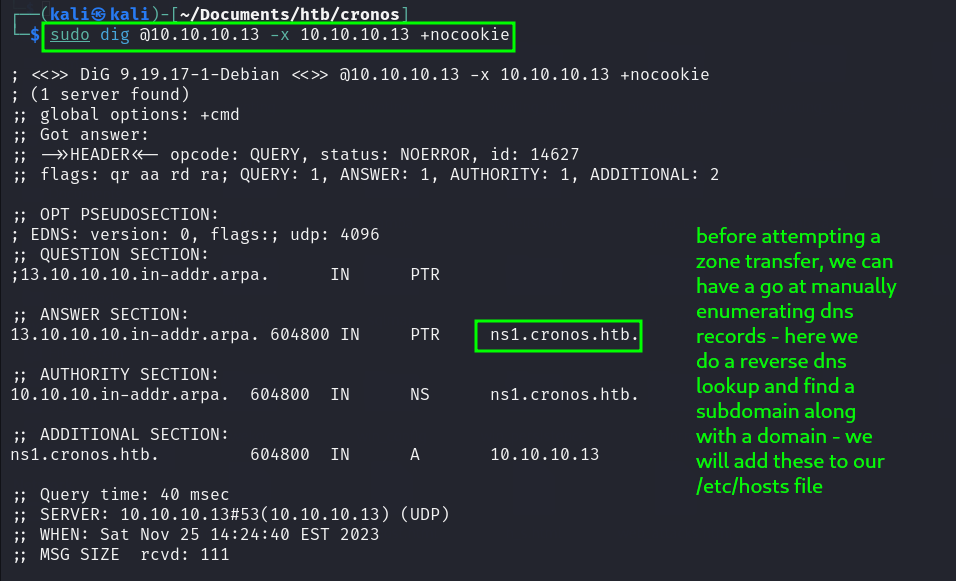 ┌──(kali㉿kali)-[~/Documents/htb/cronos]
└─$ sudo dig @10.10.10.13 -x 10.10.10.13 +nocookie
; <<>> DiG 9.19.17-1-Debian <<>> @10.10.10.13 -x 10.10.10.13 +nocookie
; (1 server found)
;; global options: +cmd
;; Got answer:
;; ->>HEADER<<- opcode: QUERY, status: NOERROR, id: 14627
;; flags: qr aa rd ra; QUERY: 1, ANSWER: 1, AUTHORITY: 1, ADDITIONAL: 2
;; OPT PSEUDOSECTION:
; EDNS: version: 0, flags:; udp: 4096
;; QUESTION SECTION:
;13.10.10.10.in-addr.arpa. IN PTR
;; ANSWER SECTION:
13.10.10.10.in-addr.arpa. 604800 IN PTR ns1.cronos.htb.
;; AUTHORITY SECTION:
10.10.10.in-addr.arpa. 604800 IN NS ns1.cronos.htb.
;; ADDITIONAL SECTION:
ns1.cronos.htb. 604800 IN A 10.10.10.13
;; Query time: 40 msec
;; SERVER: 10.10.10.13#53(10.10.10.13) (UDP)
;; WHEN: Sat Nov 25 14:24:40 EST 2023
;; MSG SIZE rcvd: 111
before attempting a
zone transfer, we can
have a go at manually
enumerating dns
records - here we
do a reverse dns
lookup and find a
subdomain along
with a domain - we
will add these to our
/etc/hosts file